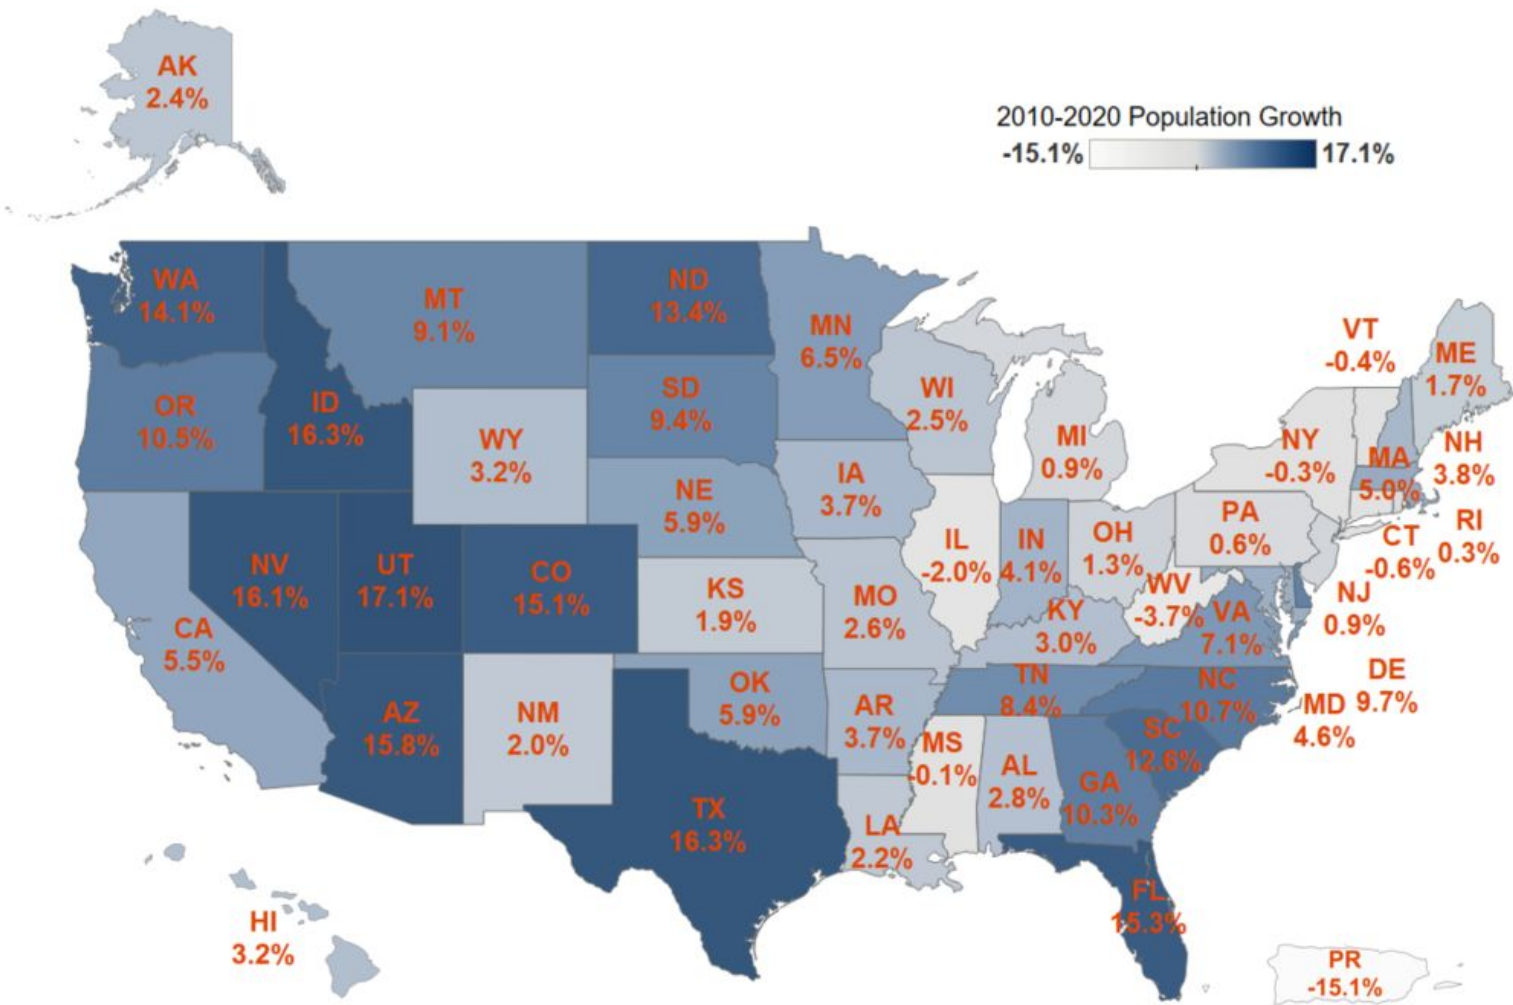 AK
2.4%
2010-2020 Population Growth
-15.1% 17.1%
WA
14.1%
MT
9.1%
ND
13.4%
MN
6.5%
VT
-0.4%
ME
1.7%
OR
10.5%
ID
16.3%
WY
3.2%
SD
9.4%
WI
2.5%
MI
0.9%
NY
-0.3%
MA
5.0%
NH
3.8%
NE
5.9%
IA
3.7%
IL
-2.0%
IN
4.1%
OH
1.3%
PA
0.6%
CT
-0.6%
RI
0.3%
NV
16.1%
UT
17.1%
CO
15.1%
KS
1.9%
MO
2.6%
KY
3.0%
WV
-3.7%
VA
7.1%
NJ
0.9%
CA
5.5%
AZ
15.8%
NM
2.0%
OK
5.9%
AR
3.7%
TN
8.4%
NC
10.7%
DE
9.7%
MD
4.6%
MS
-0.1%
AL
2.8%
SC
12.6%
GA
10.3%
TX
16.3%
LA
2.2%
FL
15.3%
HI
3.2%
PR
-15.1%